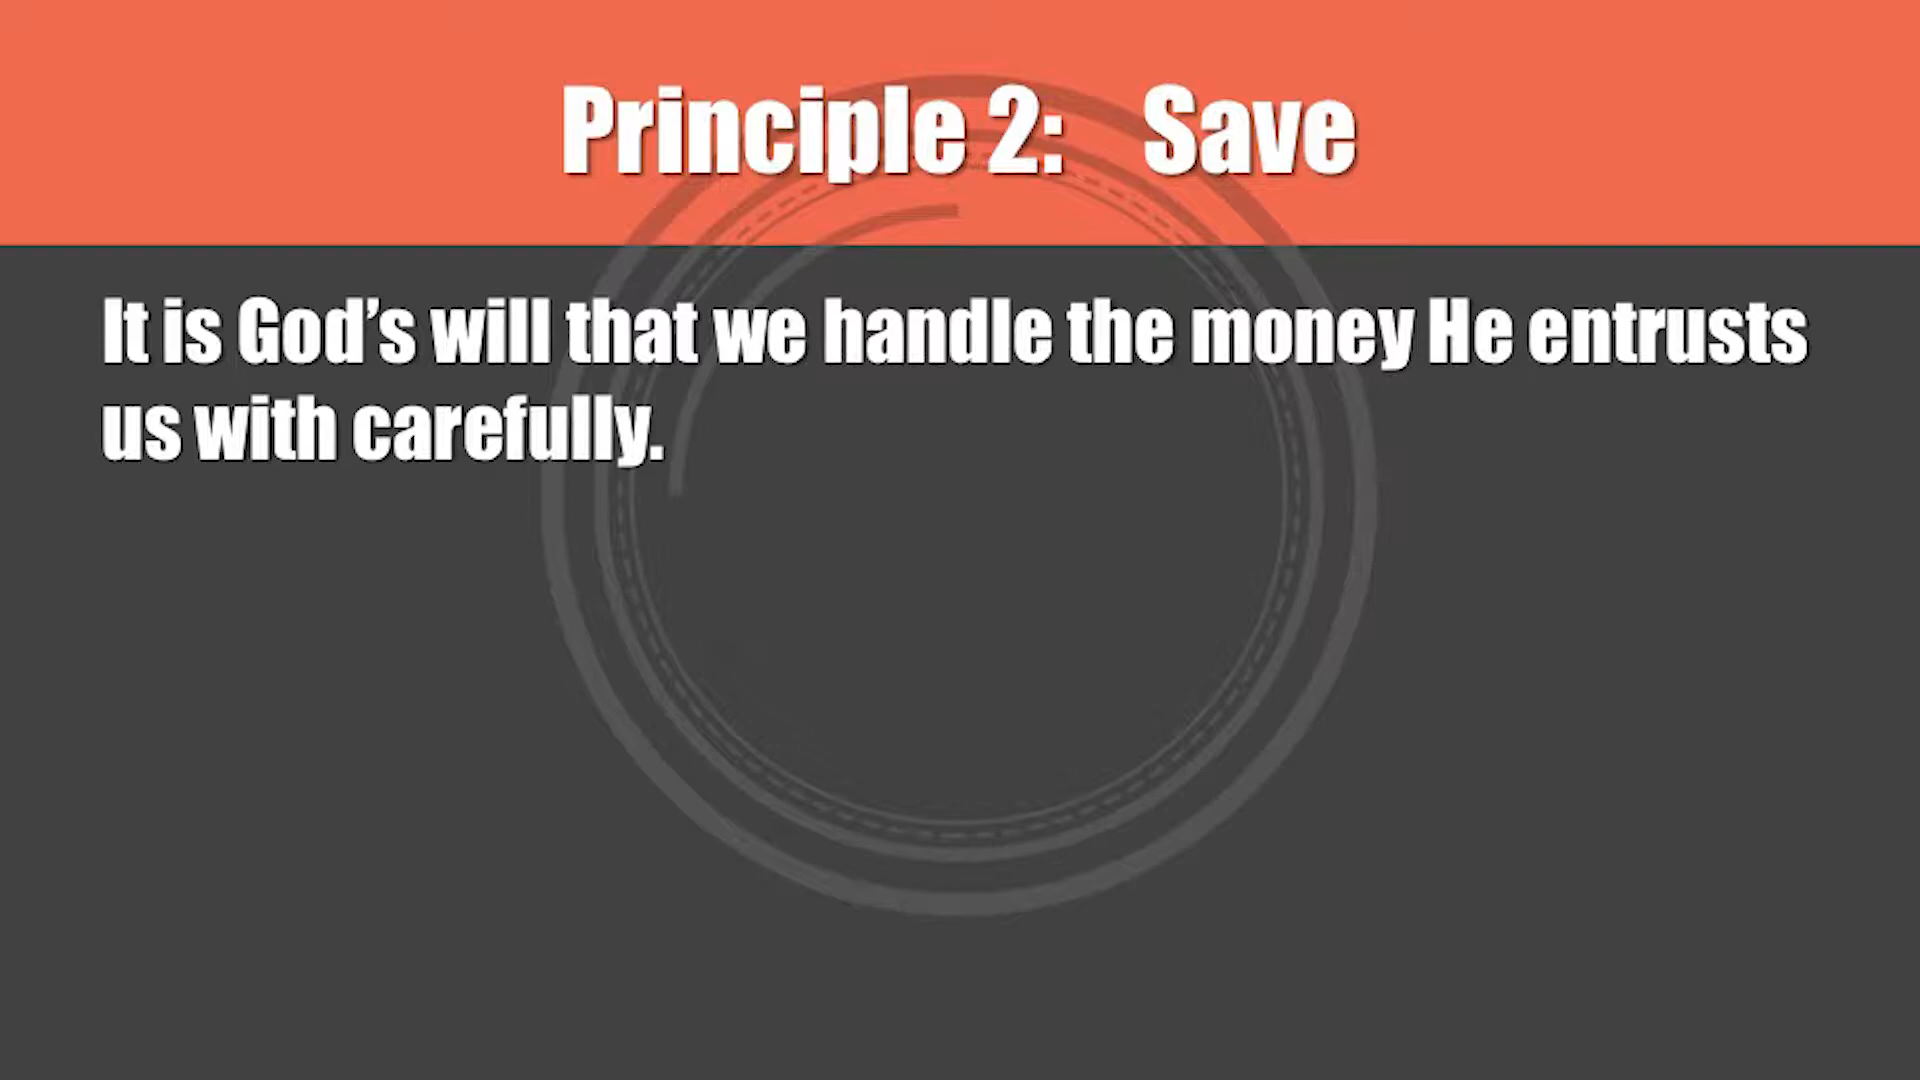 Principle 2: Save
It is God’s will that we handle the money He entrusts
us with carefully.